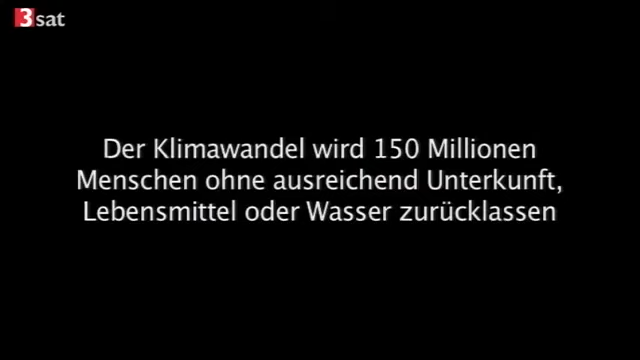 3sat
Der Klimawandel wird 150 Millionen
Menschen ohne ausreichend Unterkunft,
Lebensmittel oder Wasser zurücklassen